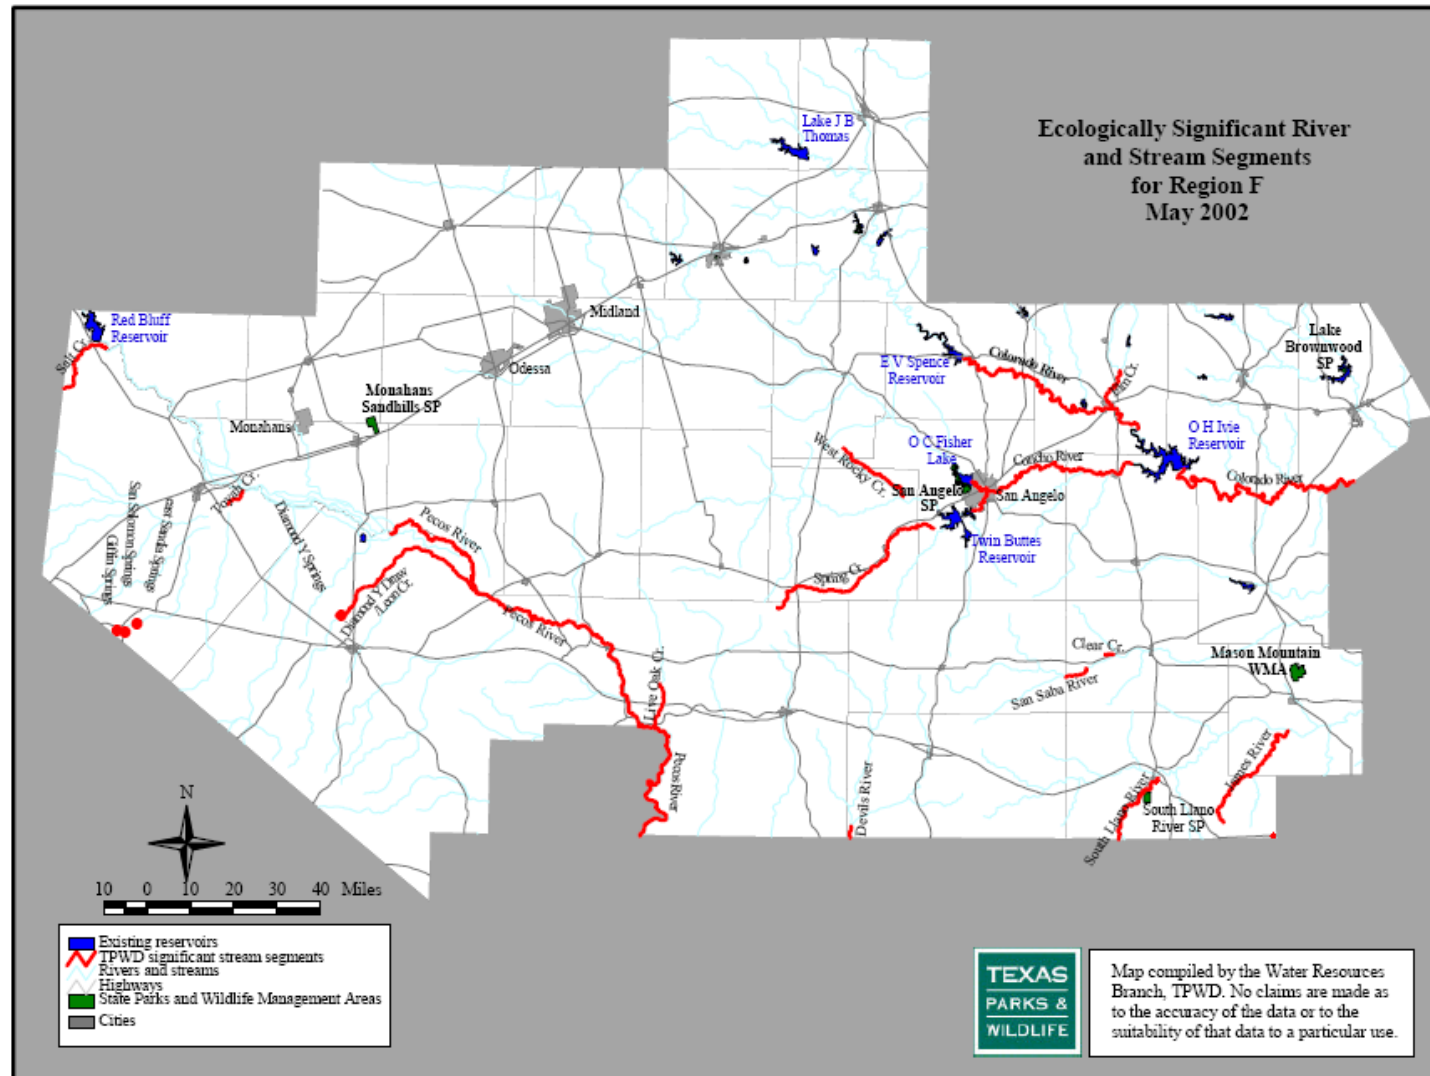 Ecologically Significant River
and Stream Segments
for Region F
May 2002
Lake J B
Thomas
Red Bluff
Reservoir
Salt Cr.
Midland
Odessa
Monahans
Sandhills SP
Monahans
E V Spence
Reservoir
Colorado River
Elm Cr.
Lake
Brownwood
SP
O H Ivie
Reservoir
Colorado River
O C Fisher
Lake
Concho River
West Rocky Cr.
San Angelo
SP
San Angelo
Twin Buttes
Reservoir
Spring Cr.
Toyah Cr.
San Solomon Springs
Giffin Springs
East Sandia Springs
Diamond Y Springs
Pecos River
Diamond Y Draw
/Leon Cr.
Pecos River
Live Oak Cr.
Pecos River
Devils River
Clear Cr.
San Saba River
Mason Mountain
WMA
James River
South Llano River
South Llano
River SP
N
10 0 10 20 30 40 Miles
Existing reservoirs
TPWD significant stream segments
Rivers and streams
Highways
State Parks and Wildlife Management Areas
Cities
TEXAS
PARKS &
WILDLIFE
Map compiled by the Water Resources
Branch, TPWD. No claims are made as
to the accuracy of the data or to the
suitability of that data to a particular use.